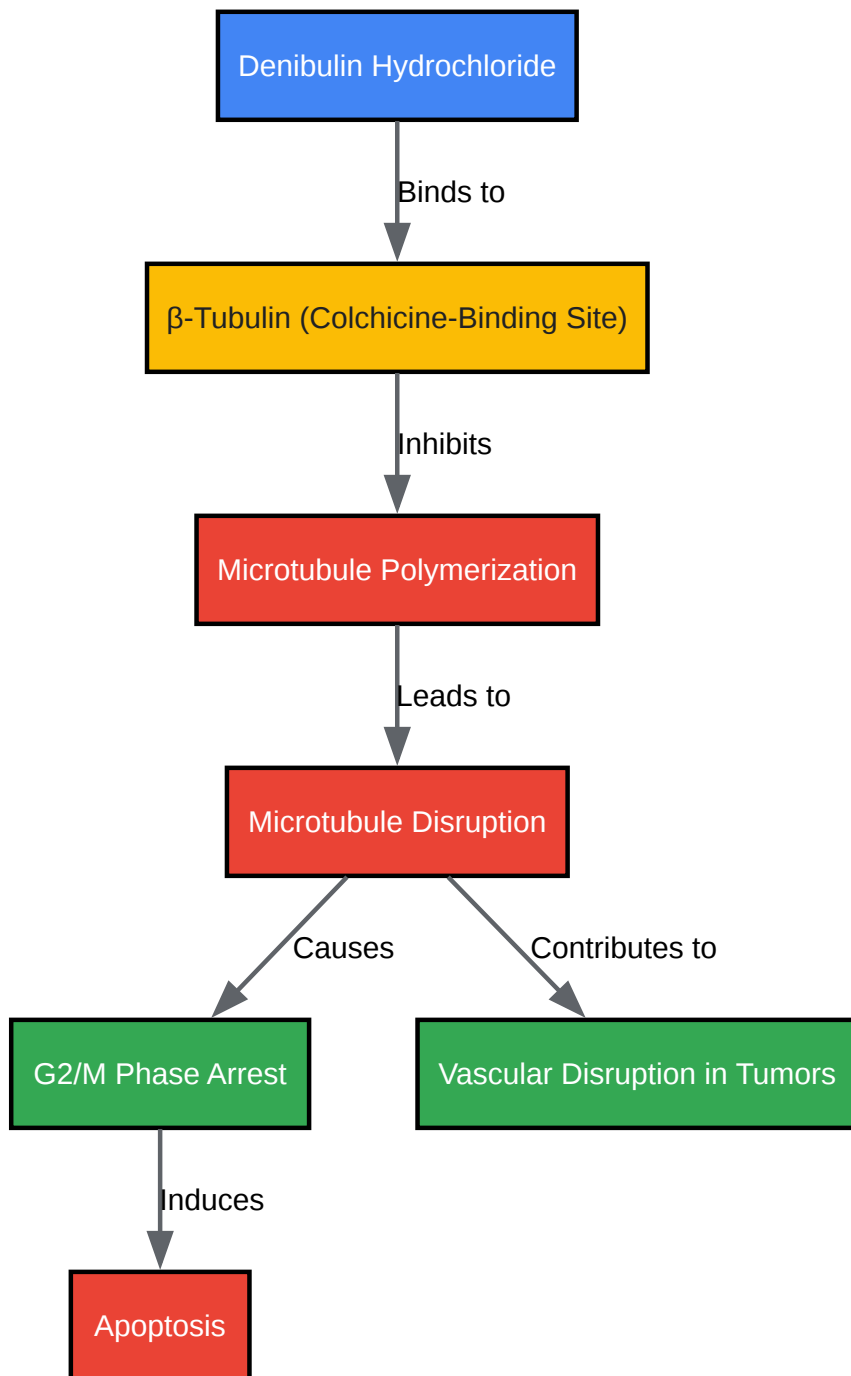 Denibulin Hydrochloride
Binds to
β-Tubulin (Colchicine-Binding Site)
Inhibits
Microtubule Polymerization
Leads to
Microtubule Disruption
Causes
Contributes to
G2/M Phase Arrest
Vascular Disruption in Tumors
Induces
Apoptosis